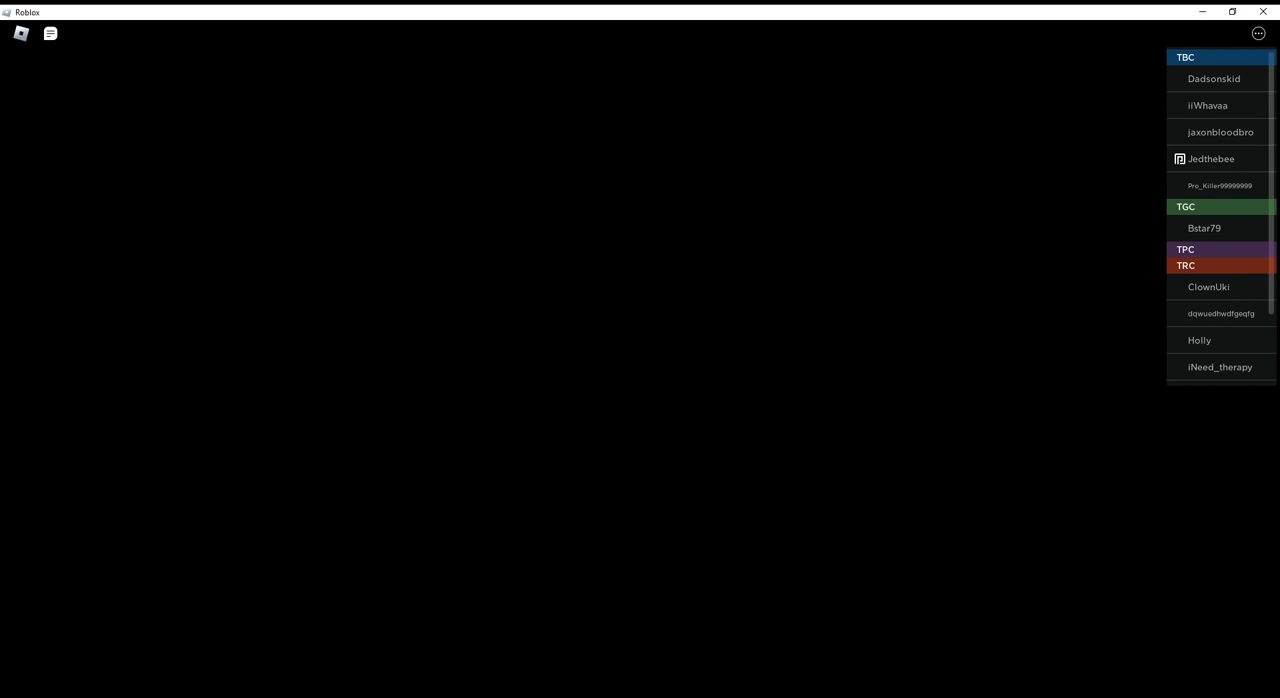 Roblox
TBC
Dadsonskid
iiWhavaa
jaxonbloodbro
Jedthebee
Pro_Killer99999999
TGC
Bstar79
TPC
TRC
ClownUki
dqwuedhwdfgeqfg
Holly
iNeed_therapy